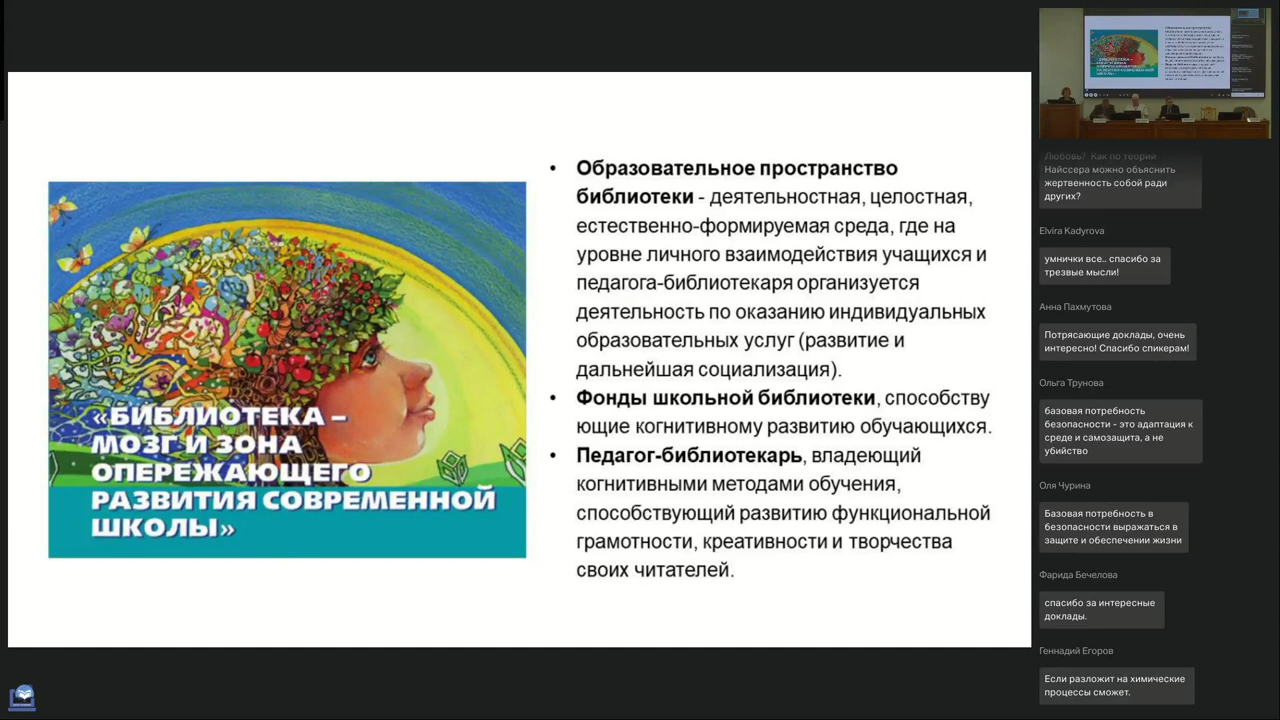 «БИБЛИОТЕКА –
МОЗГ И ЗОНА
ОПЕРЕЖАЮЩЕГО
РАЗВИТИЯ СОВРЕМЕННОЙ
ШКОЛЫ»
• Образовательное пространство
библиотеки - деятельностная, целостная,
естественно-формируемая среда, где на
уровне личного взаимодействия учащихся и
педагога-библиотекаря организуется
деятельность по оказанию индивидуальных
образовательных услуг (развитие и
дальнейшая социализация).
• Фонды школьной библиотеки, способству
ющие когнитивному развитию обучающихся.
• Педагог-библиотекарь, владеющий
когнитивными методами обучения,
способствующий развитию функциональной
грамотности, креативности и творчества
своих читателей.
Любовь? Как по теории
Найссера можно объяснить
жертвенность собой ради
других?
Elvira Kadyrova
умнички все.. спасибо за
трезвые мысли!
Анна Пахмутова
Потрясающие доклады, очень
интересно! Спасибо спикерам!
Ольга Трунова
базовая потребность
безопасности - это адаптация к
среде и самозащита, а не
убийство
Оля Чурина
Базовая потребность в
безопасности выражаться в
защите и обеспечении жизни
Фарида Бечелова
спасибо за интересные
доклады.
Геннадий Егоров
Если разложит на химические
процессы сможет.